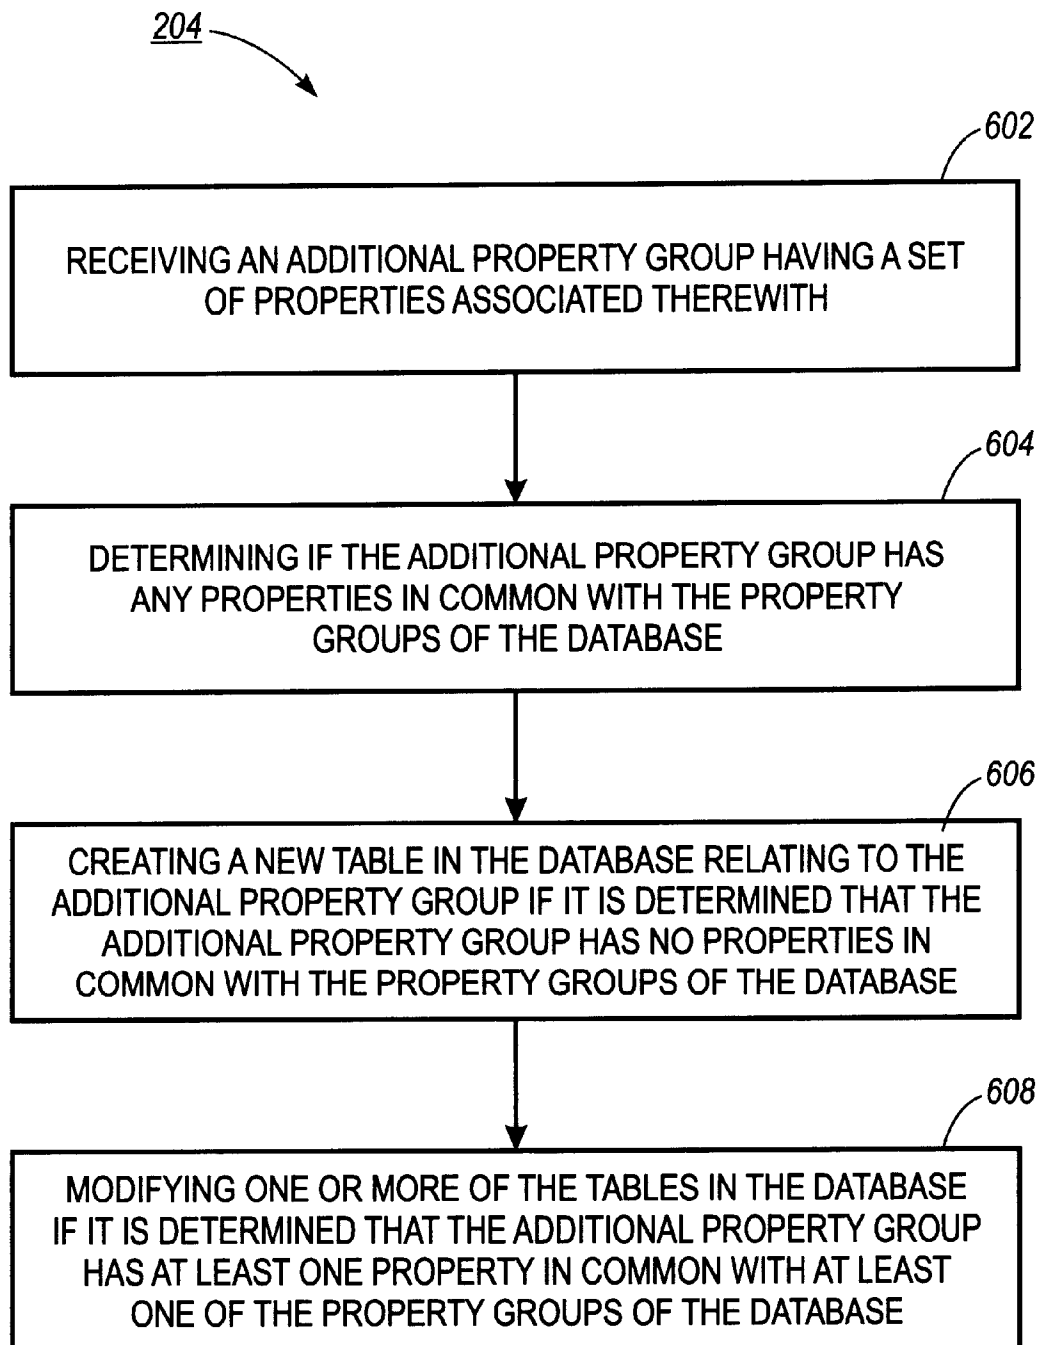 204
602
RECEIVING AN ADDITIONAL PROPERTY GROUP HAVING A SET
OF PROPERTIES ASSOCIATED THEREWITH
604
DETERMINING IF THE ADDITIONAL PROPERTY GROUP HAS
ANY PROPERTIES IN COMMON WITH THE PROPERTY
GROUPS OF THE DATABASE
606
CREATING A NEW TABLE IN THE DATABASE RELATING TO THE
ADDITIONAL PROPERTY GROUP IF IT IS DETERMINED THAT THE
ADDITIONAL PROPERTY GROUP HAS NO PROPERTIES IN
COMMON WITH THE PROPERTY GROUPS OF THE DATABASE
608
MODIFYING ONE OR MORE OF THE TABLES IN THE DATABASE
IF IT IS DETERMINED THAT THE ADDITIONAL PROPERTY GROUP
HAS AT LEAST ONE PROPERTY IN COMMON WITH AT LEAST
ONE OF THE PROPERTY GROUPS OF THE DATABASE